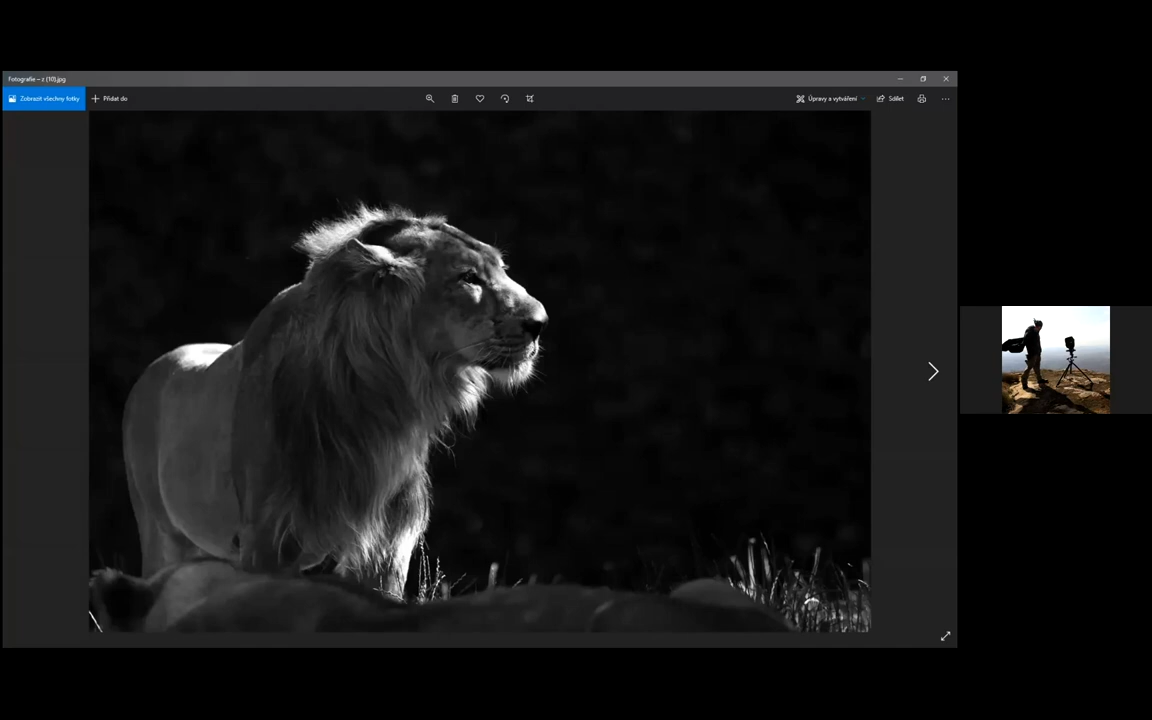 Fotografie – z (10).jpg
Zobrazit všechny fotky
Přidat do
Úpravy a vytváření
Sdílet